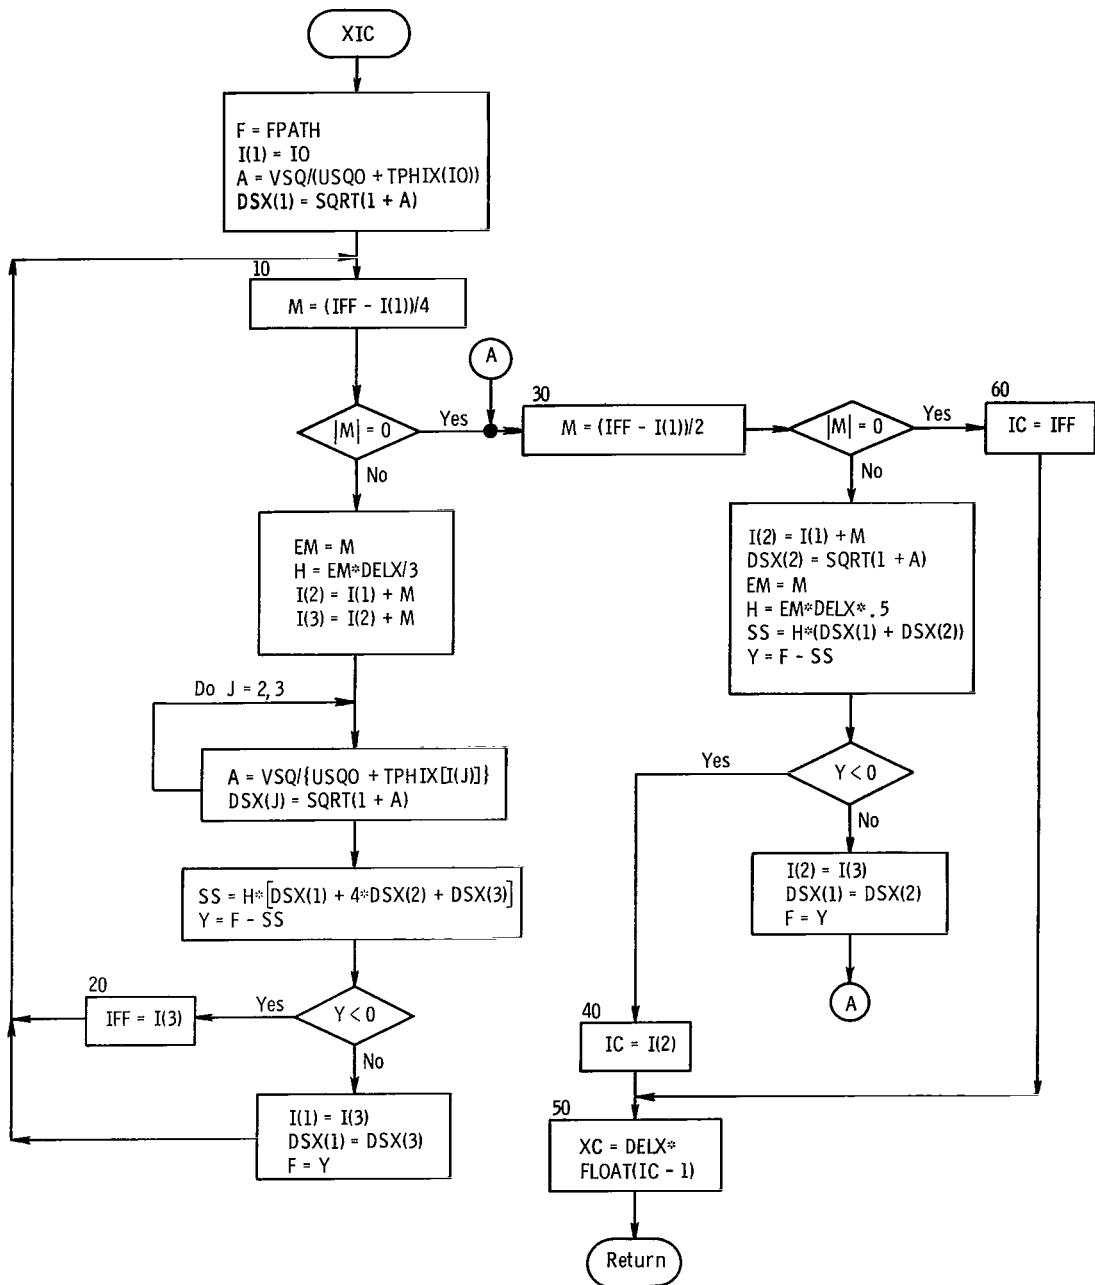 XIC
F = FPATH
I(1) = IO
A = VSQ/(USQO + TPHIX(IO))
DSX(1) = SQRT(1 + A)
10
M = (IFF - I(1))/4
A
|M| = 0
Yes
No
30
M = (IFF - I(1))/2
|M| = 0
Yes
No
60
IC = IFF
EM = M
H = EM*DELX/3
I(2) = I(1) + M
I(3) = I(2) + M
Do J = 2, 3
A = VSQ/{USQO + TPHIX[I(J)]}
DSX(J) = SQRT(1 + A)
SS = H*[DSX(1) + 4*DSX(2) + DSX(3)]
Y = F - SS
Y < 0
Yes
No
20
IFF = I(3)
I(1) = I(3)
DSX(1) = DSX(3)
F = Y
I(2) = I(1) + M
DSX(2) = SQRT(1 + A)
EM = M
H = EM*DELX*.5
SS = H*(DSX(1) + DSX(2))
Y = F - SS
Y < 0
Yes
No
I(2) = I(3)
DSX(1) = DSX(2)
F = Y
A
40
IC = I(2)
50
XC = DELX*
FLOAT(IC - 1)
Return